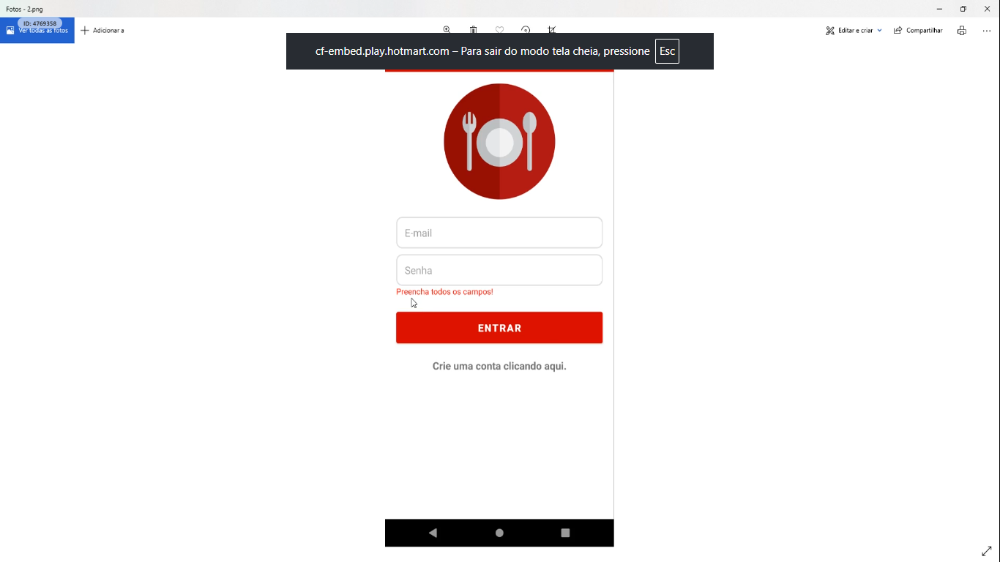 Fotos - 2.png
ID: 4769358
Ver todas as fotos
Adicionar a
Editar e criar
Compartilhar
cf-embed.play.hotmart.com – Para sair do modo tela cheia, pressione Esc
E-mail
Senha
Preencha todos os campos!
ENTRAR
Crie uma conta clicando aqui.